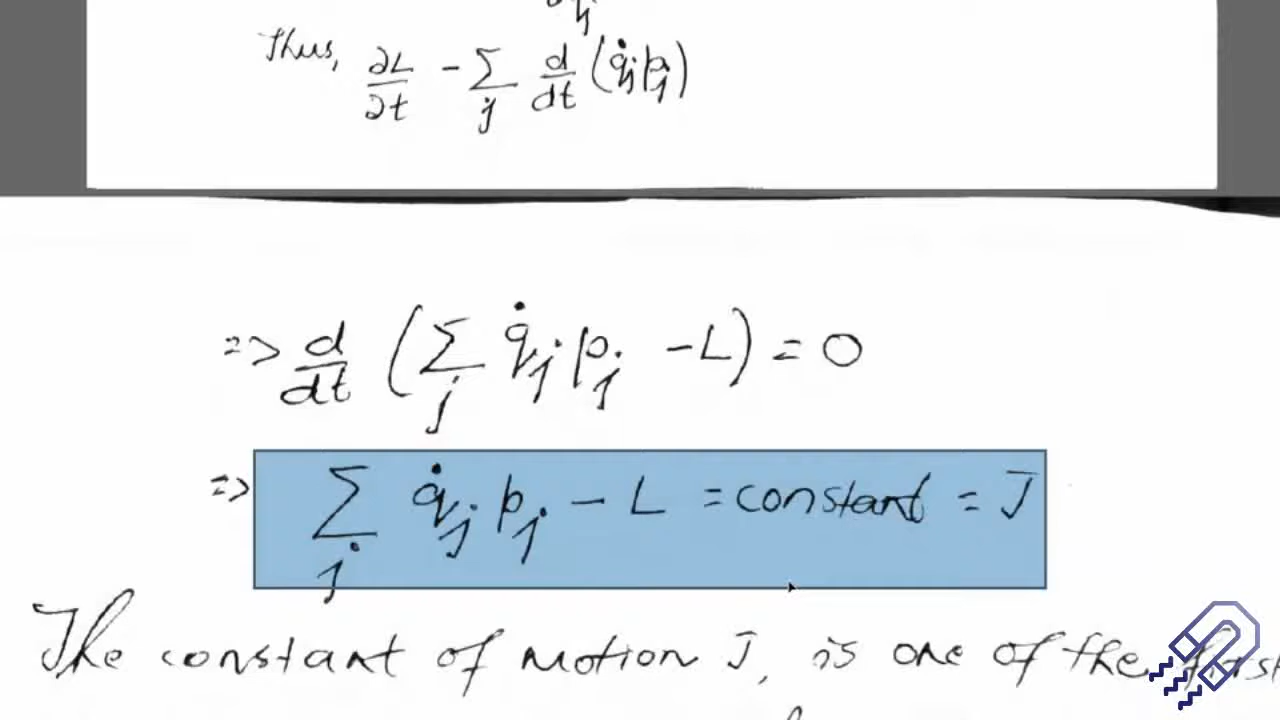 Thus, ∂L/∂t - Σ_j d/dt (q̇_j p_j)
=> d/dt (Σ_j q̇_j p_j - L) = 0
=> Σ_j q̇_j p_j - L = constant = J
The constant of motion J, is one of the first